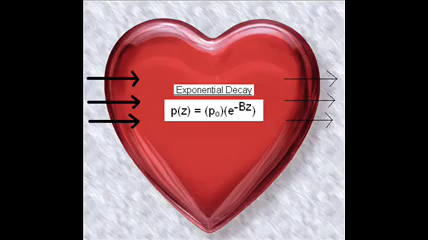 Exponential Decay
p(z) = (p₀)(e⁻ᴮᶻ)